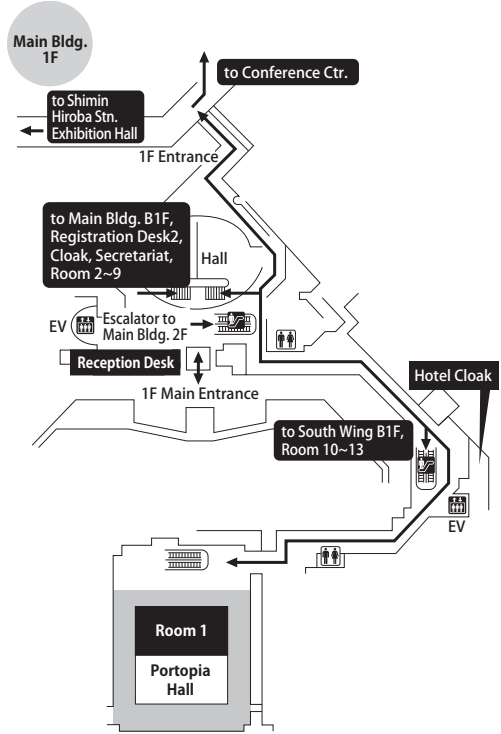 Main Bldg.
1F
to Conference Ctr.
to Shimin
Hiroba Stn.
Exhibition Hall
1F Entrance
to Main Bldg. B1F,
Registration Desk2,
Cloak, Secretariat,
Room 2~9
Hall
EV
Escalator to
Main Bldg. 2F
Reception Desk
1F Main Entrance
Hotel Cloak
to South Wing B1F,
Room 10~13
EV
Room 1
Portopia
Hall